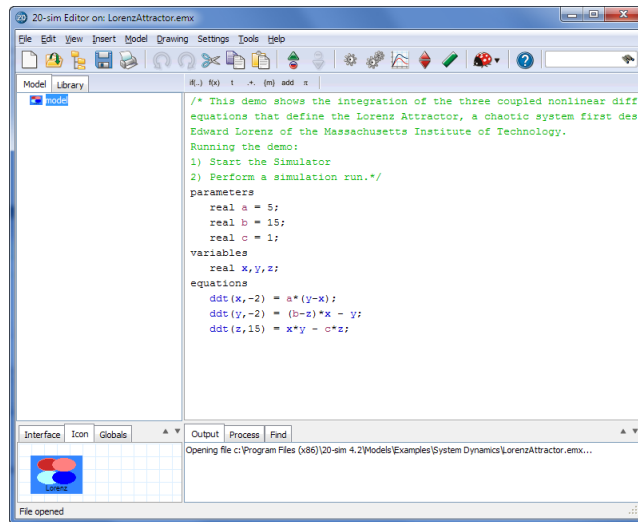 20-sim Editor on: LorenzAttractor.emx
File Edit View Insert Model Drawing Settings Tools Help
Model Library
if(..) f(x) t .+. {m} add π
model
/* This demo shows the integration of the three coupled nonlinear diff
equations that define the Lorenz Attractor, a chaotic system first des
Edward Lorenz of the Massachusetts Institute of Technology.
Running the demo:
1) Start the Simulator
2) Perform a simulation run.*/
parameters
real a = 5;
real b = 15;
real c = 1;
variables
real x,y,z;
equations
ddt(x,-2) = a*(y-x);
ddt(y,-2) = (b-z)*x - y;
ddt(z,15) = x*y - c*z;
Interface Icon Globals
Output Process Find
Opening file c:\Program Files (x86)\20-sim 4.2\Models\Examples\System Dynamics\LorenzAttractor.emx...
Lorenz
File opened